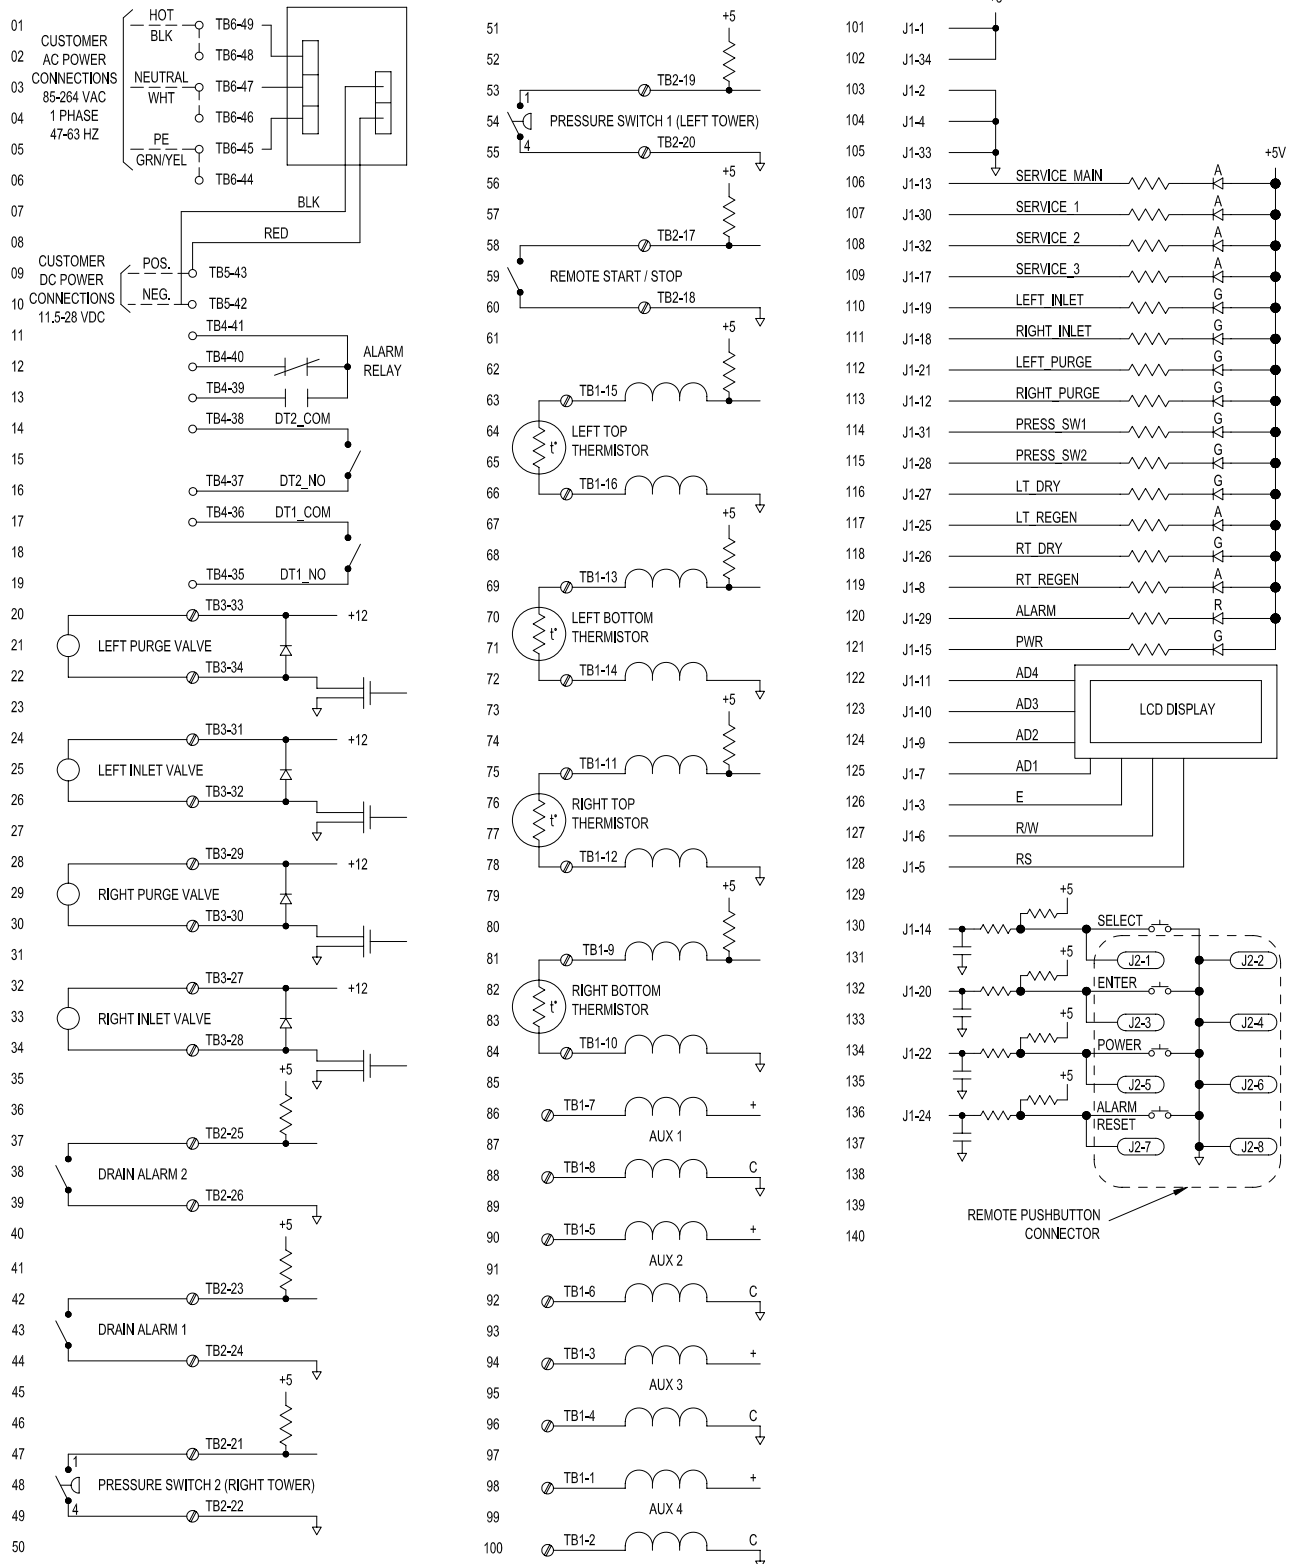 01 HOT TB6-49
BLK
02 CUSTOMER AC POWER CONNECTIONS 85-264 VAC 1 PHASE 47-63 HZ TB6-48
03 NEUTRAL TB6-47
WHT
04 TB6-46
05 PE TB6-45
GRN/YEL
06 TB6-44
07 BLK
08 RED
09 CUSTOMER DC POWER CONNECTIONS 11.5-28 VDC POS. TB5-43
10 NEG. TB5-42
11 TB4-41
12 TB4-40 ALARM RELAY
13 TB4-39
14 TB4-38 DT2_COM
15
16 TB4-37 DT2_NO
17 TB4-36 DT1_COM
18
19 TB4-35 DT1_NO
20 TB3-33 +12
21 LEFT PURGE VALVE
22 TB3-34
23
24 TB3-31 +12
25 LEFT INLET VALVE
26 TB3-32
27
28 TB3-29 +12
29 RIGHT PURGE VALVE
30 TB3-30
31
32 TB3-27 +12
33 RIGHT INLET VALVE
34 TB3-28
35 +5
36
37 TB2-25
38 DRAIN ALARM 2
39 TB2-26
40 +5
41
42 TB2-23
43 DRAIN ALARM 1
44 TB2-24
45 +5
46
47 TB2-21
1
48 PRESSURE SWITCH 2 (RIGHT TOWER)
49 4 TB2-22
50
51 +5
52
53 TB2-19
1
54 PRESSURE SWITCH 1 (LEFT TOWER)
55 4 TB2-20
56 +5
57
58 TB2-17
59 REMOTE START / STOP
60 TB2-18
61 +5
62
63 TB1-15
64 LEFT TOP
65 t° THERMISTOR
66 TB1-16
67 +5
68
69 TB1-13
70 LEFT BOTTOM
71 t° THERMISTOR
72 TB1-14
73 +5
74
75 TB1-11
76 RIGHT TOP
77 t° THERMISTOR
78 TB1-12
79 +5
80
81 TB1-9
82 RIGHT BOTTOM
83 t° THERMISTOR
84 TB1-10
85
86 TB1-7 +
87 AUX 1
88 TB1-8 C
89
90 TB1-5 +
91 AUX 2
92 TB1-6 C
93
94 TB1-3 +
95 AUX 3
96 TB1-4 C
97
98 TB1-1 +
99 AUX 4
100 TB1-2 C
101 J1-1
102 J1-34
103 J1-2
104 J1-4
105 J1-33 +5V
106 J1-13 SERVICE_MAIN A
107 J1-30 SERVICE_1 A
108 J1-32 SERVICE_2 A
109 J1-17 SERVICE_3 A
110 J1-19 LEFT_INLET G
111 J1-18 RIGHT_INLET G
112 J1-21 LEFT_PURGE G
113 J1-12 RIGHT_PURGE G
114 J1-31 PRESS_SW1 G
115 J1-28 PRESS_SW2 G
116 J1-27 LT_DRY G
117 J1-25 LT_REGEN A
118 J1-26 RT_DRY G
119 J1-8 RT_REGEN A
120 J1-29 ALARM R
121 J1-15 PWR G
122 J1-11 AD4
123 J1-10 AD3 LCD DISPLAY
124 J1-9 AD2
125 J1-7 AD1
126 J1-3 E
127 J1-6 R/W
128 J1-5 RS
129 +5
130 J1-14 SELECT
131 +5 J2-1 J2-2
132 J1-20 ENTER
133 +5 J2-3 J2-4
134 J1-22 POWER
135 +5 J2-5 J2-6
136 J1-24 ALARM RESET
137 J2-7 J2-8
138
139 REMOTE PUSHBUTTON
140 CONNECTOR